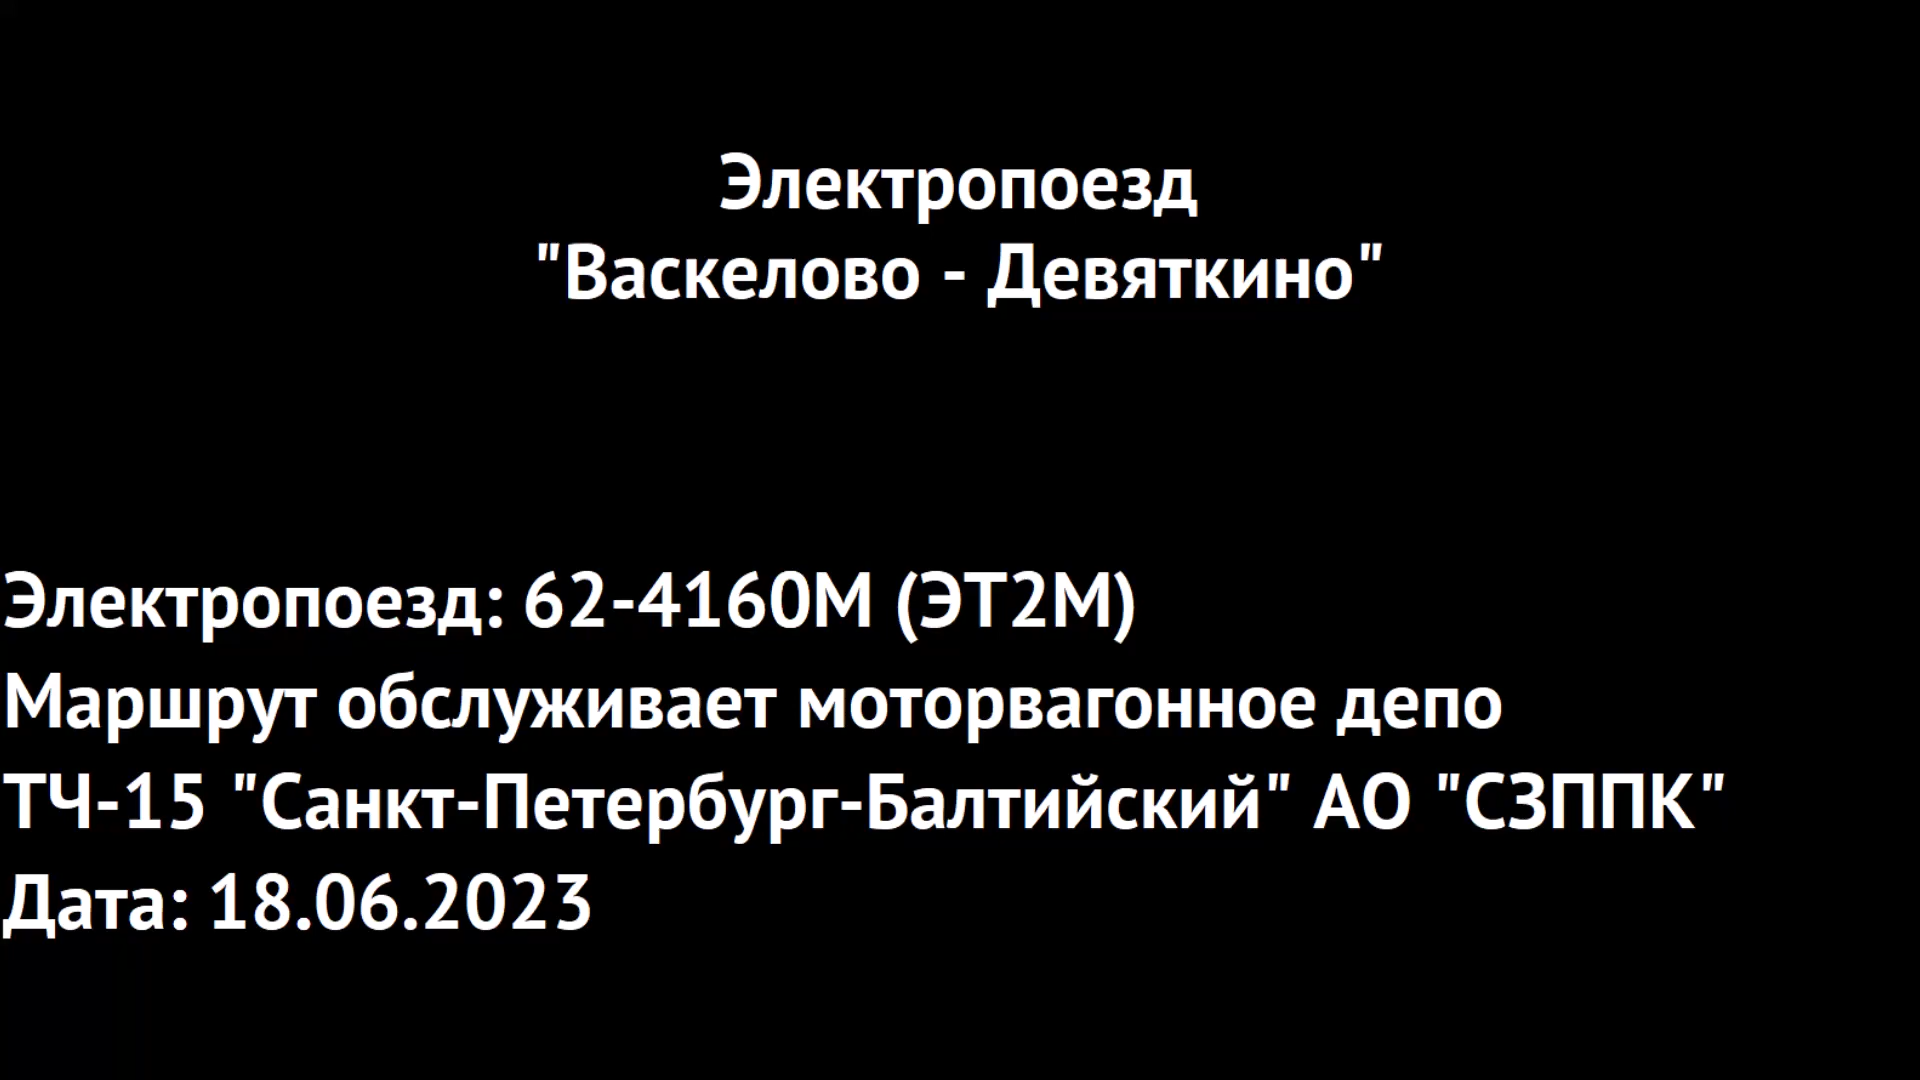 Электропоезд
"Васкелово - Девяткино"
Электропоезд: 62-4160М (ЭТ2М)
Маршрут обслуживает моторвагонное депо
ТЧ-15 "Санкт-Петербург-Балтийский" АО "СЗППК"
Дата: 18.06.2023